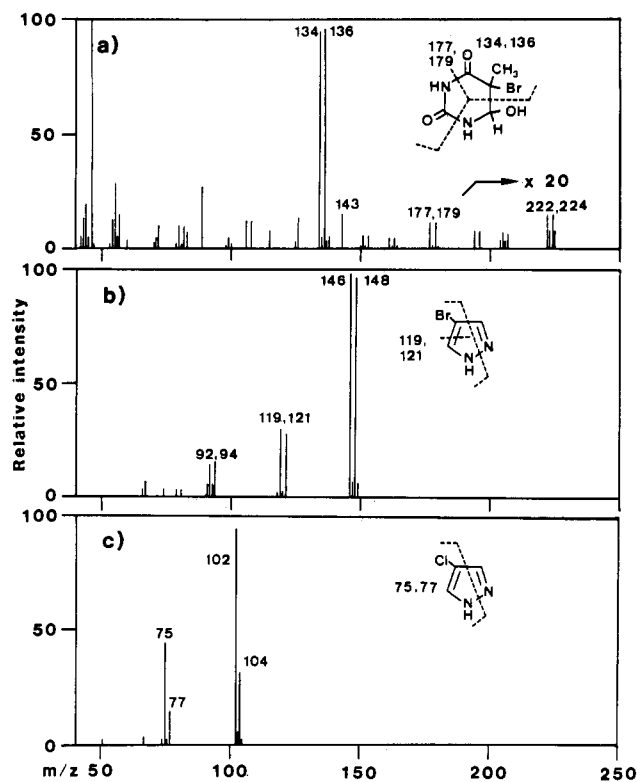 100
a)
134 136
177,
179
134,136
O
CH3
HN
Br
O
N
H
OH
H
50
x 20
143
177,179
222,224
0
100
b)
146
148
Br
N
N
H
119,
121
Relative intensity
50
119,121
92,94
0
100
c)
102
Cl
N
N
H
75,77
50
75
104
77
0
m/z 50
100
150
200
250